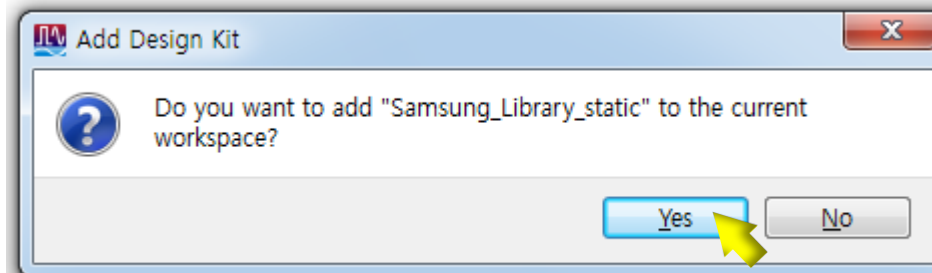 Add Design Kit
Do you want to add "Samsung_Library_static" to the current
workspace?
Yes
No